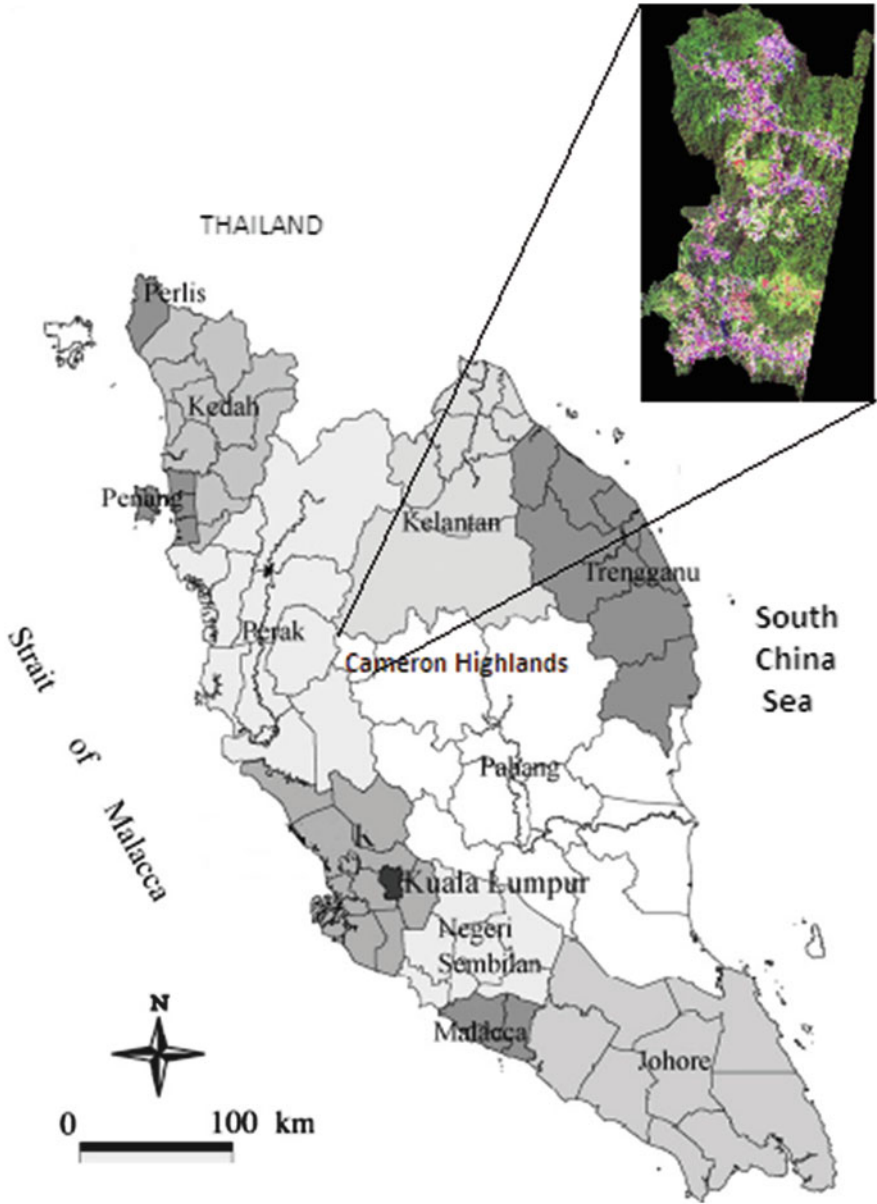 THAILAND
Perlis
Kedah
Penang
Kelantan
Trengganu
Perak
Cameron Highlands
South
China
Sea
Strait
of
Malacca
Pahang
k
Kuala Lumpur
Negeri
Sembilan
Malacca
Johore
N
0 100 km